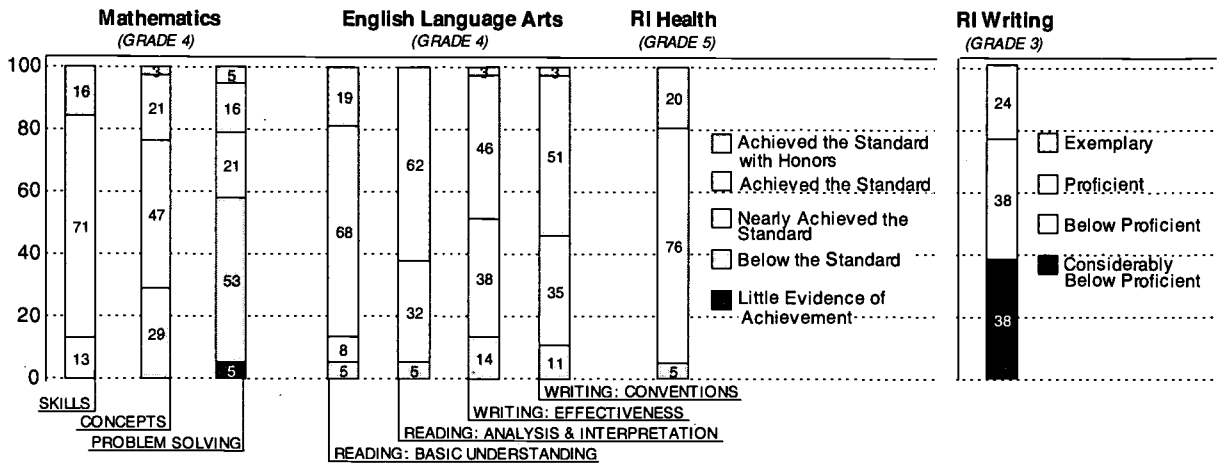 Mathematics
(GRADE 4)
English Language Arts
(GRADE 4)
RI Health
(GRADE 5)
RI Writing
(GRADE 3)
100
80
60
40
20
0
16
71
13
3
21
47
29
5
16
21
53
5
19
68
8
5
62
32
5
3
46
38
14
3
51
35
11
20
76
5
Achieved the Standard
with Honors
Achieved the Standard
Nearly Achieved the
Standard
Below the Standard
Little Evidence of
Achievement
24
38
38
Exemplary
Proficient
Below Proficient
Considerably
Below Proficient
SKILLS
CONCEPTS
PROBLEM SOLVING
WRITING: CONVENTIONS
WRITING: EFFECTIVENESS
READING: ANALYSIS & INTERPRETATION
READING: BASIC UNDERSTANDING